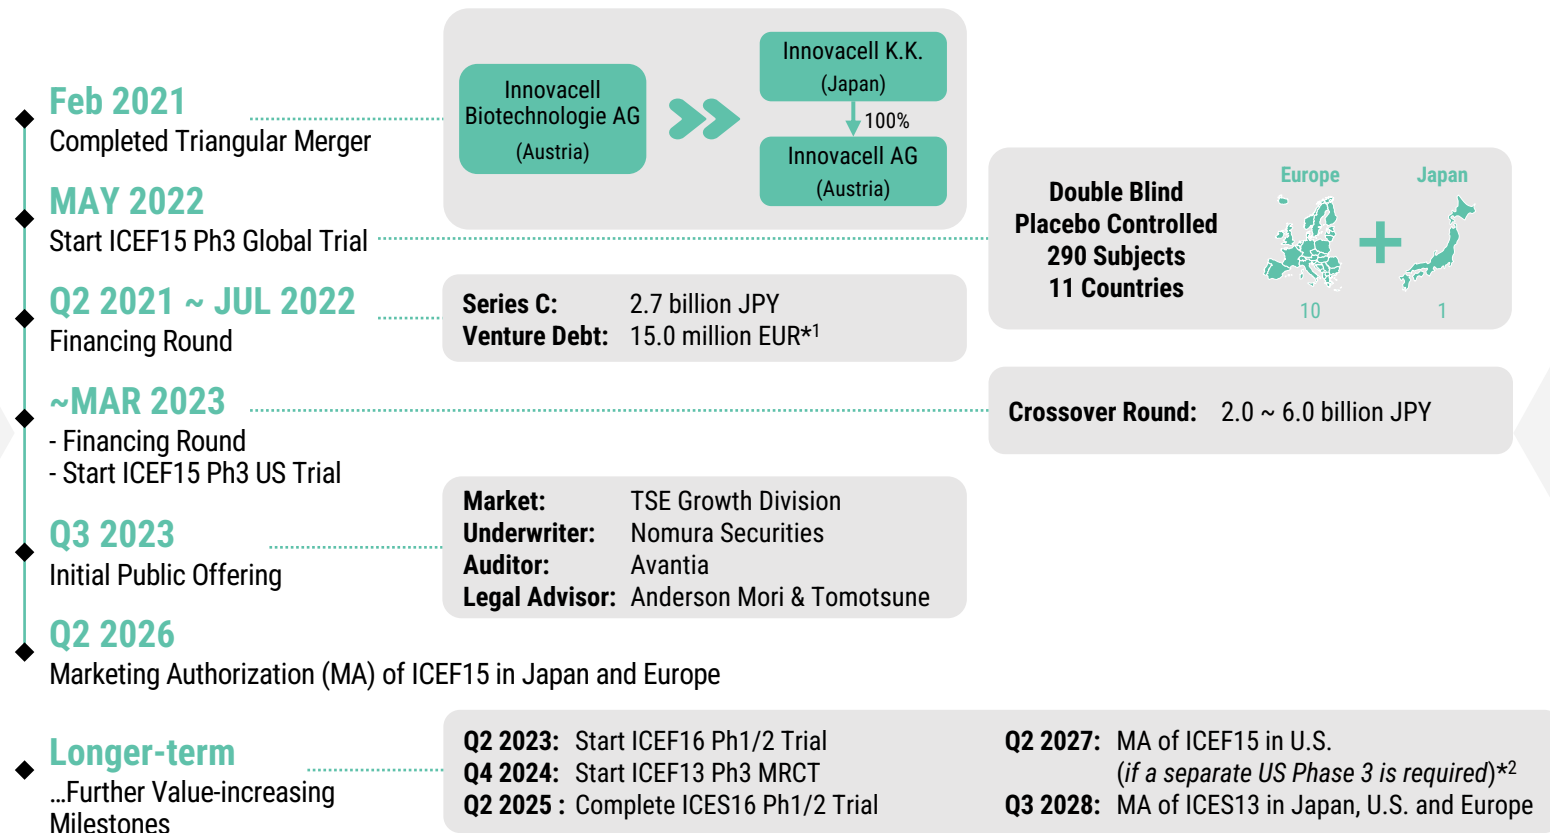 Feb 2021
Completed Triangular Merger
Innovacell
Biotechnologie AG
(Austria)
Innovacell K.K.
(Japan)
100%
Innovacell AG
(Austria)
MAY 2022
Start ICEF15 Ph3 Global Trial
Double Blind
Placebo Controlled
290 Subjects
11 Countries
Europe
Japan
10
1
Q2 2021 ~ JUL 2022
Financing Round
Series C: 2.7 billion JPY
Venture Debt: 15.0 million EUR*1
~MAR 2023
- Financing Round
- Start ICEF15 Ph3 US Trial
Crossover Round: 2.0 ~ 6.0 billion JPY
Q3 2023
Initial Public Offering
Market: TSE Growth Division
Underwriter: Nomura Securities
Auditor: Avantia
Legal Advisor: Anderson Mori & Tomotsune
Q2 2026
Marketing Authorization (MA) of ICEF15 in Japan and Europe
Longer-term
...Further Value-increasing
Milestones
Q2 2023: Start ICEF16 Ph1/2 Trial
Q4 2024: Start ICEF13 Ph3 MRCT
Q2 2025 : Complete ICES16 Ph1/2 Trial
Q2 2027: MA of ICEF15 in U.S.
(if a separate US Phase 3 is required)*2
Q3 2028: MA of ICES13 in Japan, U.S. and Europe